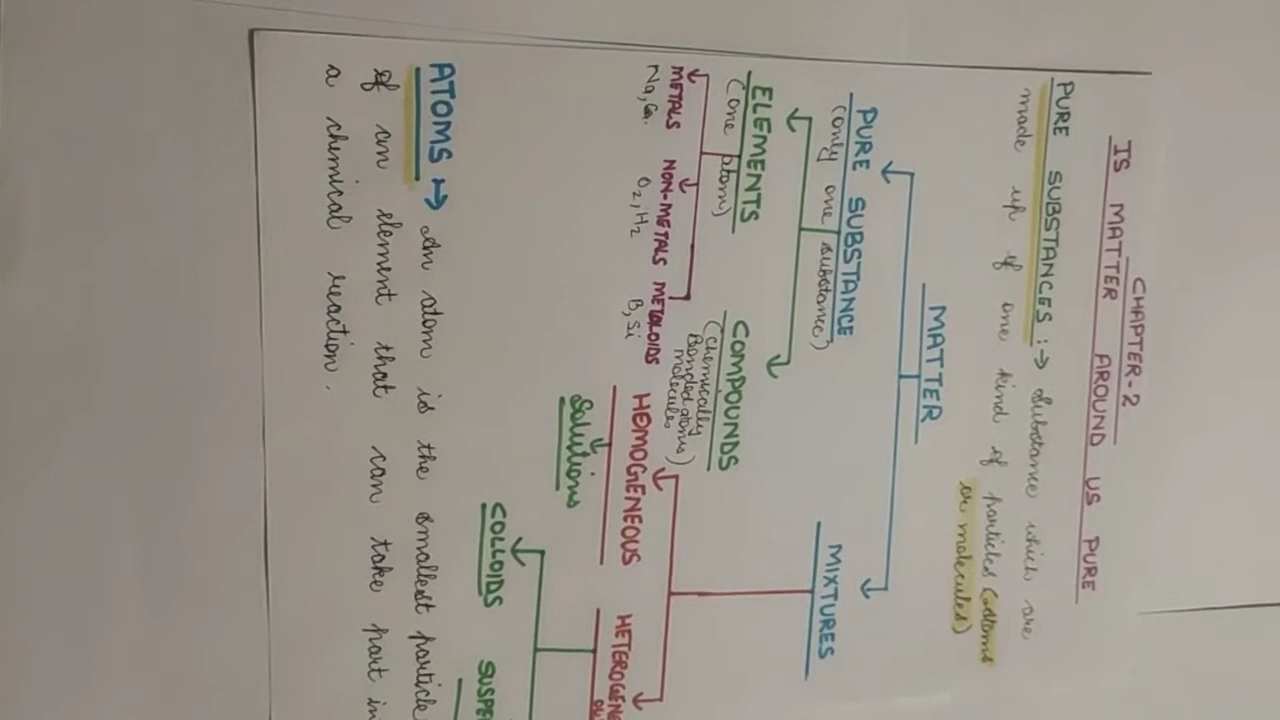 CHAPTER-2
IS MATTER AROUND US PURE
PURE SUBSTANCES :→ Substance which are
made up of one kind of particles (atoms
or molecules)
MATTER
PURE SUBSTANCE
(only one substance)
MIXTURES
ELEMENTS
(one atom)
COMPOUNDS
(Chemically
Bonded atoms
molecules)
METALS NON-METALS METALOIDS
Na, Ca. O2, H2 B, Si
HOMOGENEOUS HETEROGENE
OU
Solutions
COLLOIDS SUSPE
ATOMS ↦ An atom is the smallest particle
of an element that can take part in
a chemical reaction.